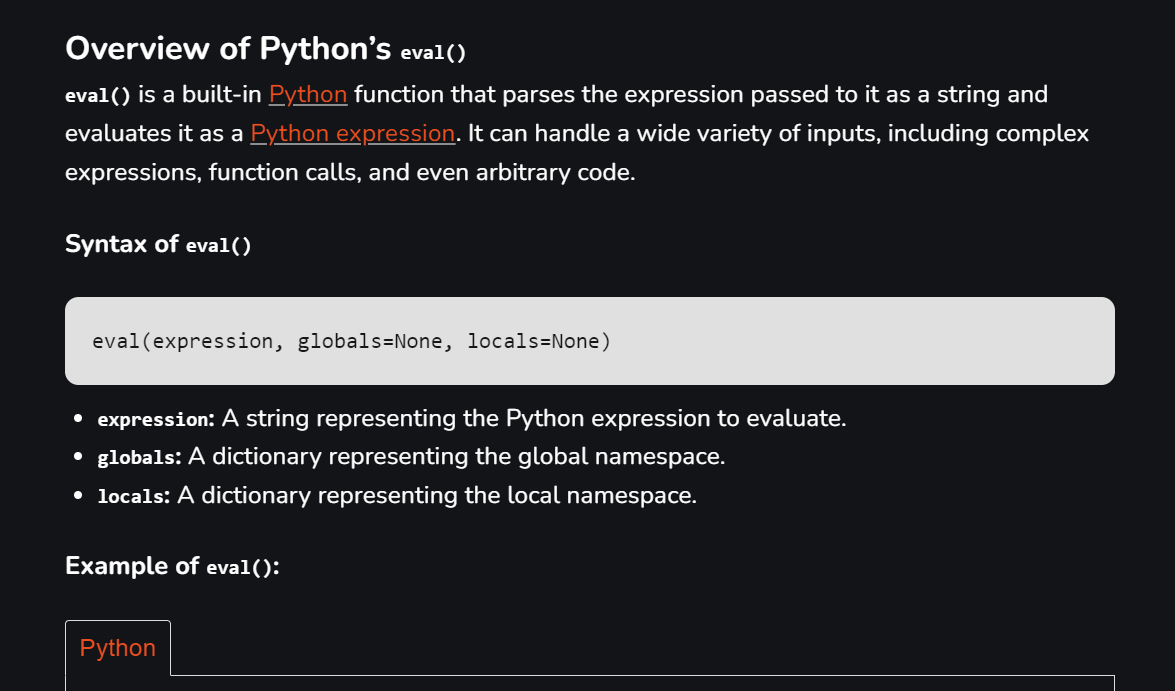 Overview of Python’s eval()
eval() is a built-in Python function that parses the expression passed to it as a string and
evaluates it as a Python expression. It can handle a wide variety of inputs, including complex
expressions, function calls, and even arbitrary code.
Syntax of eval()
eval(expression, globals=None, locals=None)
• expression: A string representing the Python expression to evaluate.
• globals: A dictionary representing the global namespace.
• locals: A dictionary representing the local namespace.
Example of eval():
Python